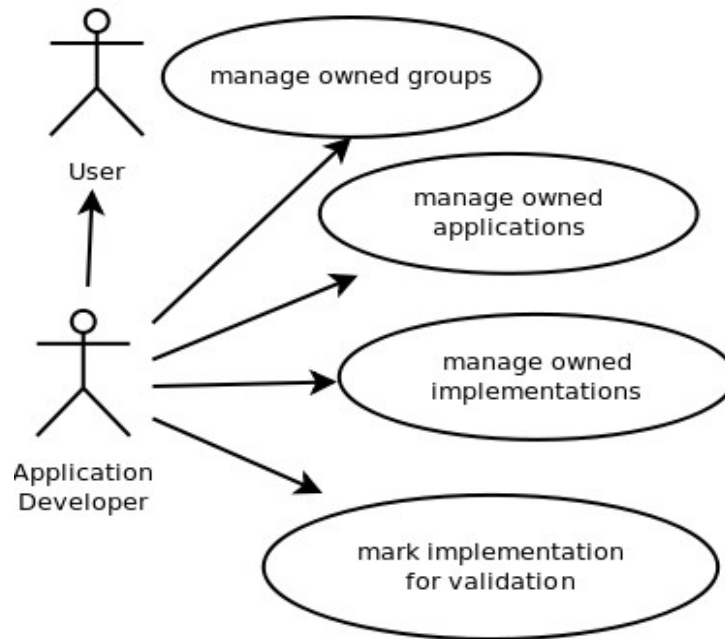 manage owned groups
User
manage owned
applications
manage owned
implementations
Application
Developer
mark implementation
for validation